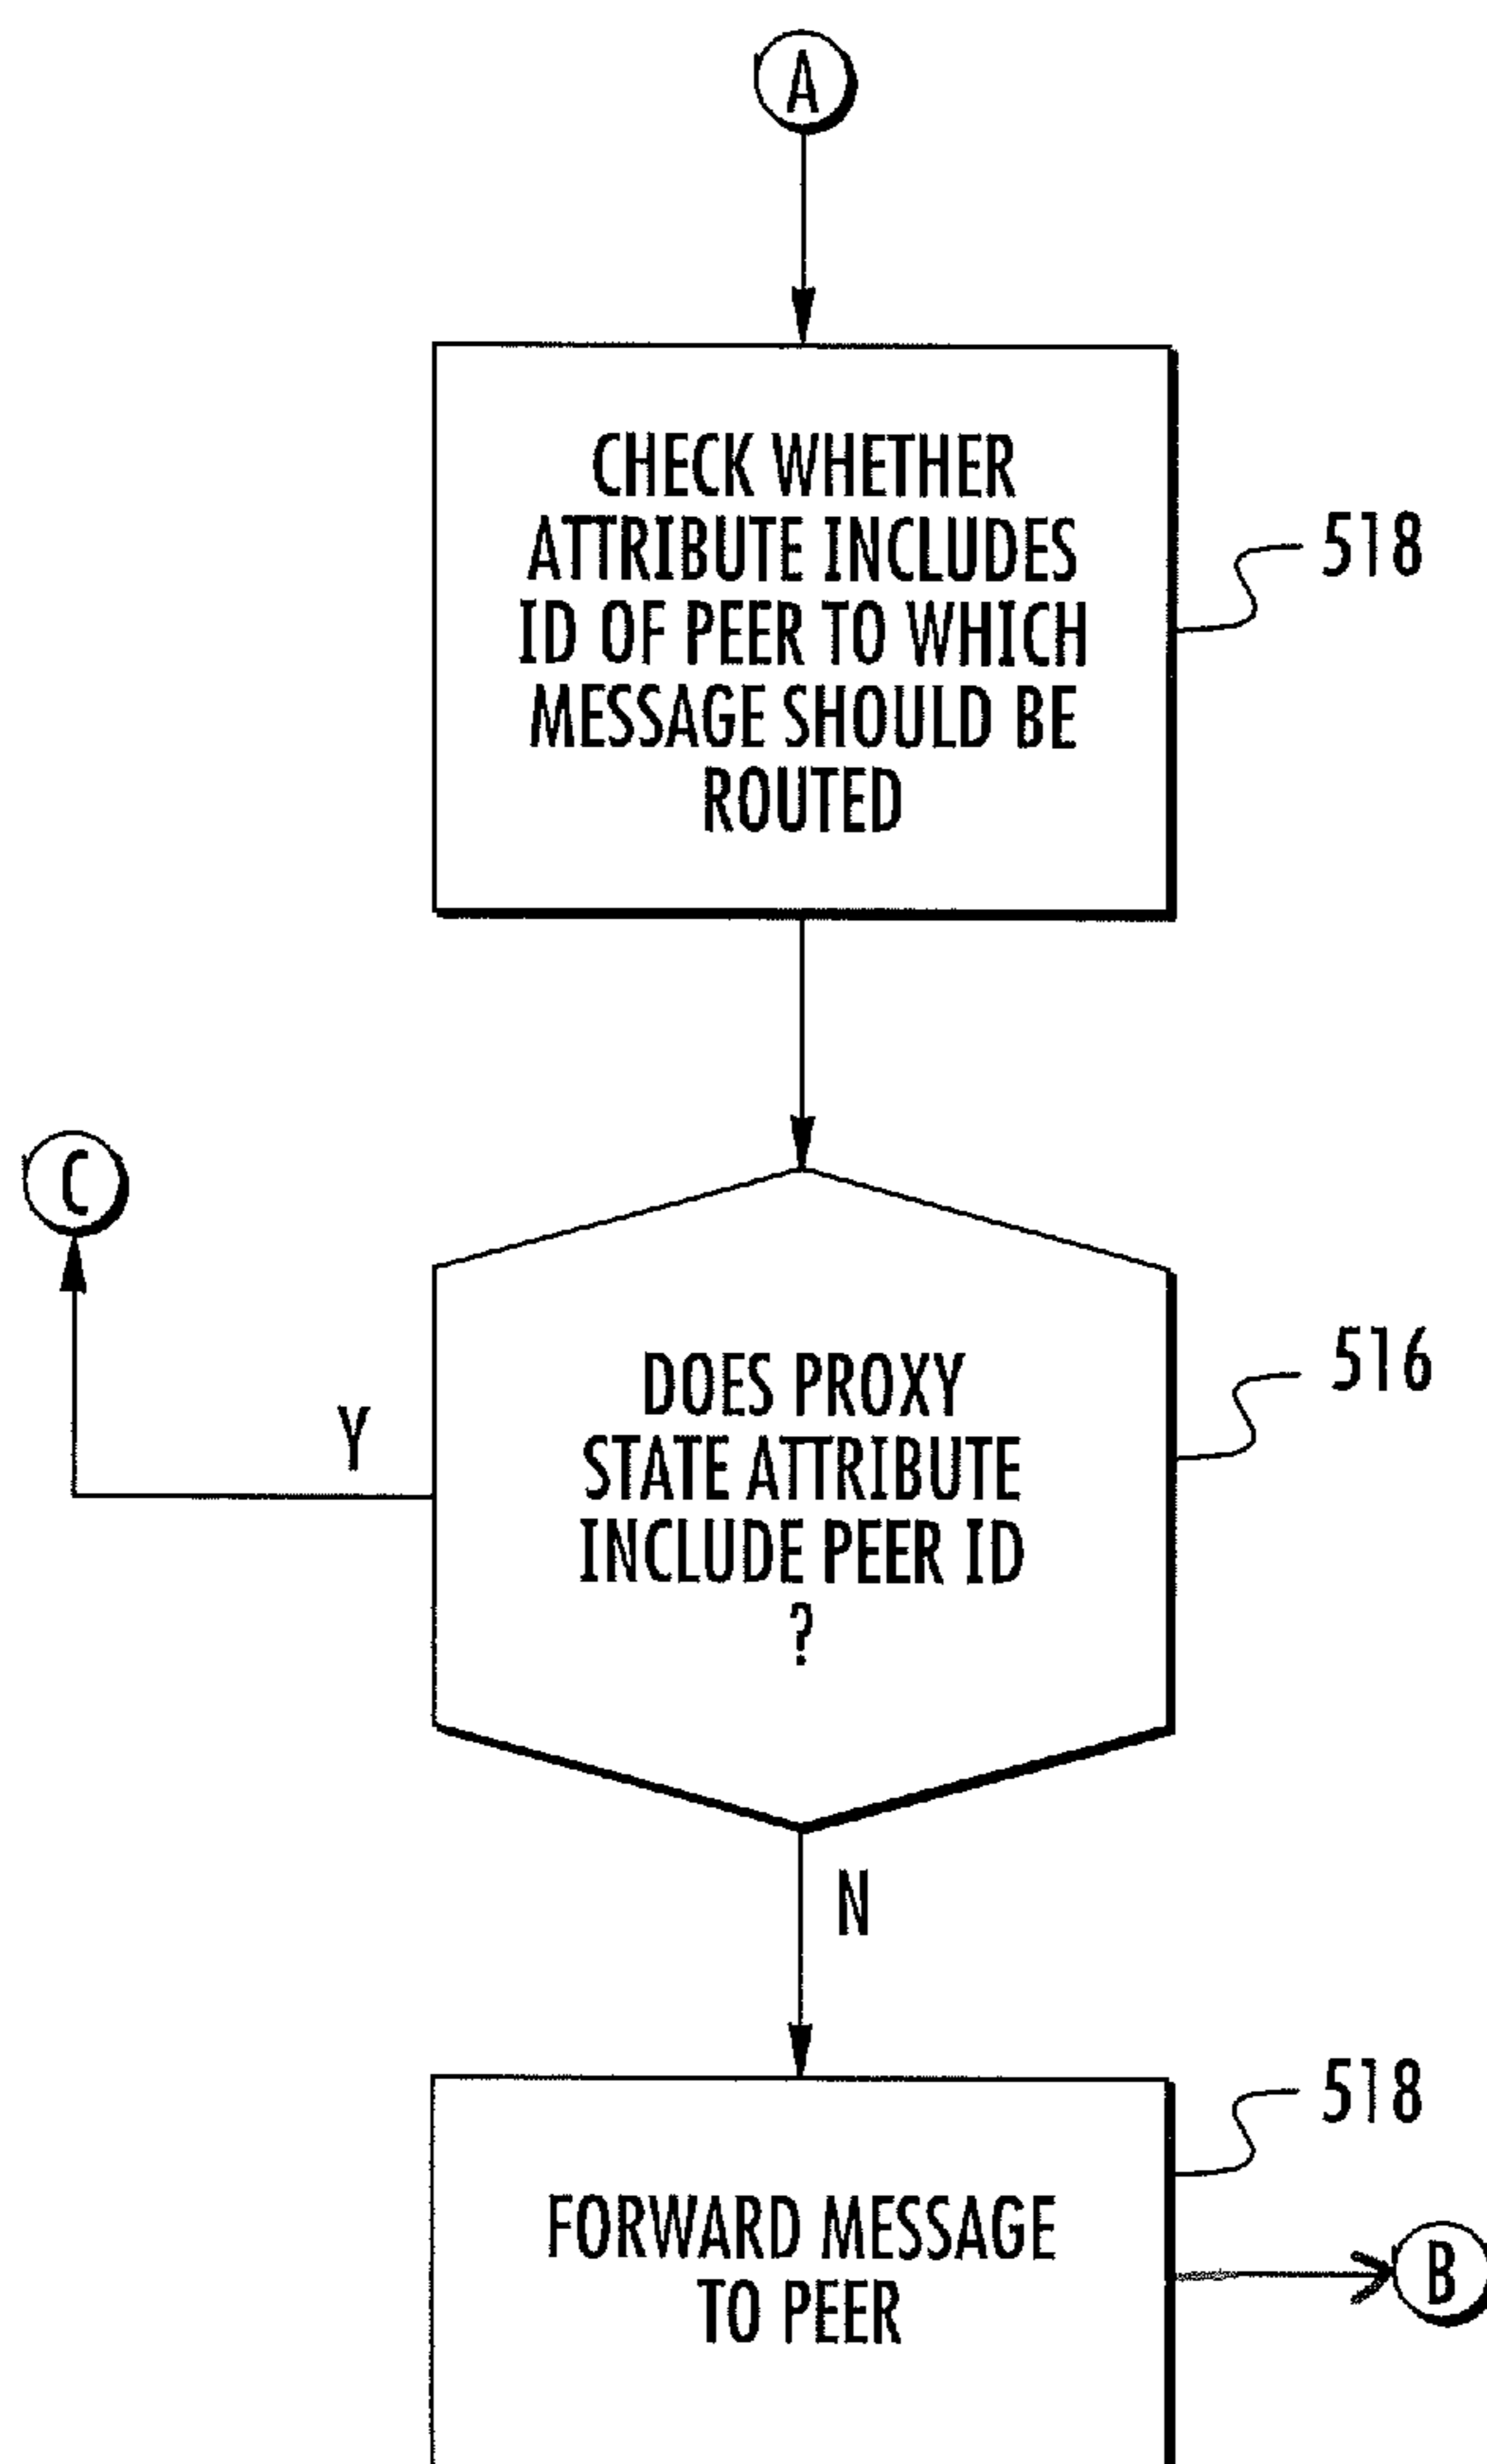 A
CHECK WHETHER
ATTRIBUTE INCLUDES
ID OF PEER TO WHICH
MESSAGE SHOULD BE
ROUTED
518
C
Y
DOES PROXY
STATE ATTRIBUTE
INCLUDE PEER ID
?
516
N
518
FORWARD MESSAGE
TO PEER
B